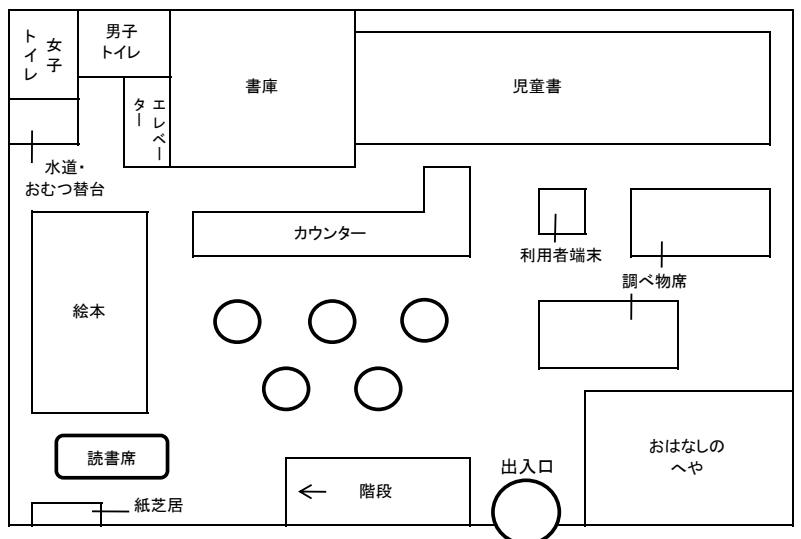 女子
トイレ
男子
トイレ
エレベー
ター
書庫
児童書
水道・
おむつ替台
カウンター
利用者端末
調べ物席
絵本
読書席
紙芝居
階段
出入口
おはなしの
へや